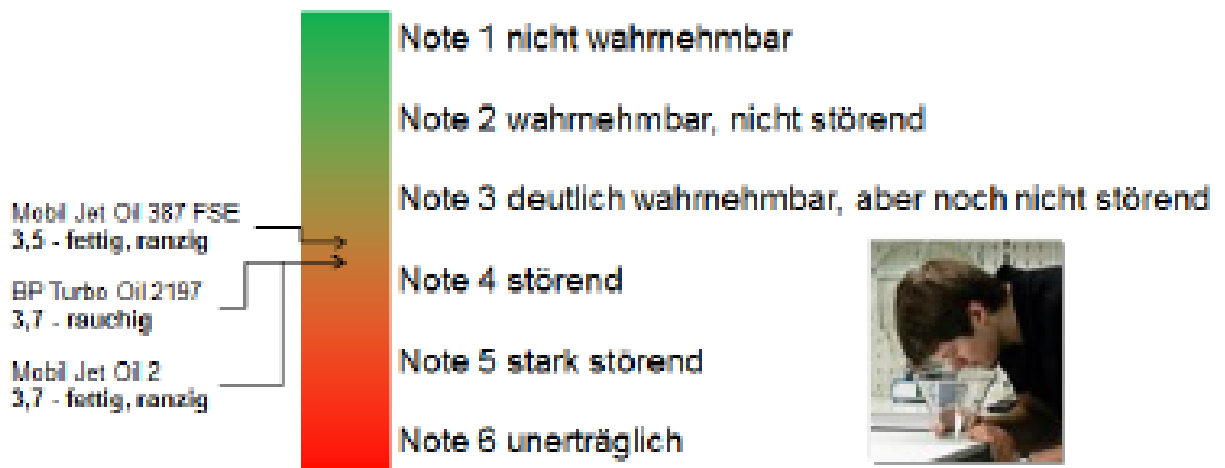 Note 1 nicht wahrnehmbar
Note 2 wahrnehmbar, nicht störend
Note 3 deutlich wahrnehmbar, aber noch nicht störend
Note 4 störend
Note 5 stark störend
Note 6 unerträglich
Mobil Jet Oil 387 FSE
3,5 - fettig, ranzig
BP Turbo Oil 2197
3,7 - rauchig
Mobil Jet Oil 2
3,7 - fettig, ranzig